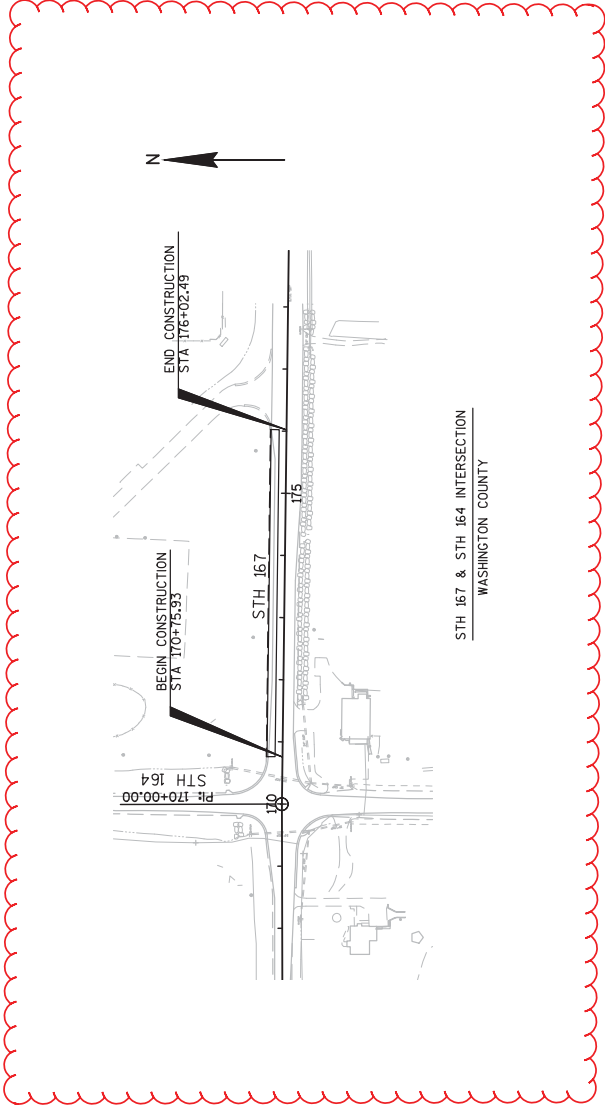 N
END CONSTRUCTION
STA 176+02.49
BEGIN CONSTRUCTION
STA 170+75.93
STH 167
175
170
PI: 170+00.00
STH 164
STH 167 & STH 164 INTERSECTION
WASHINGTON COUNTY